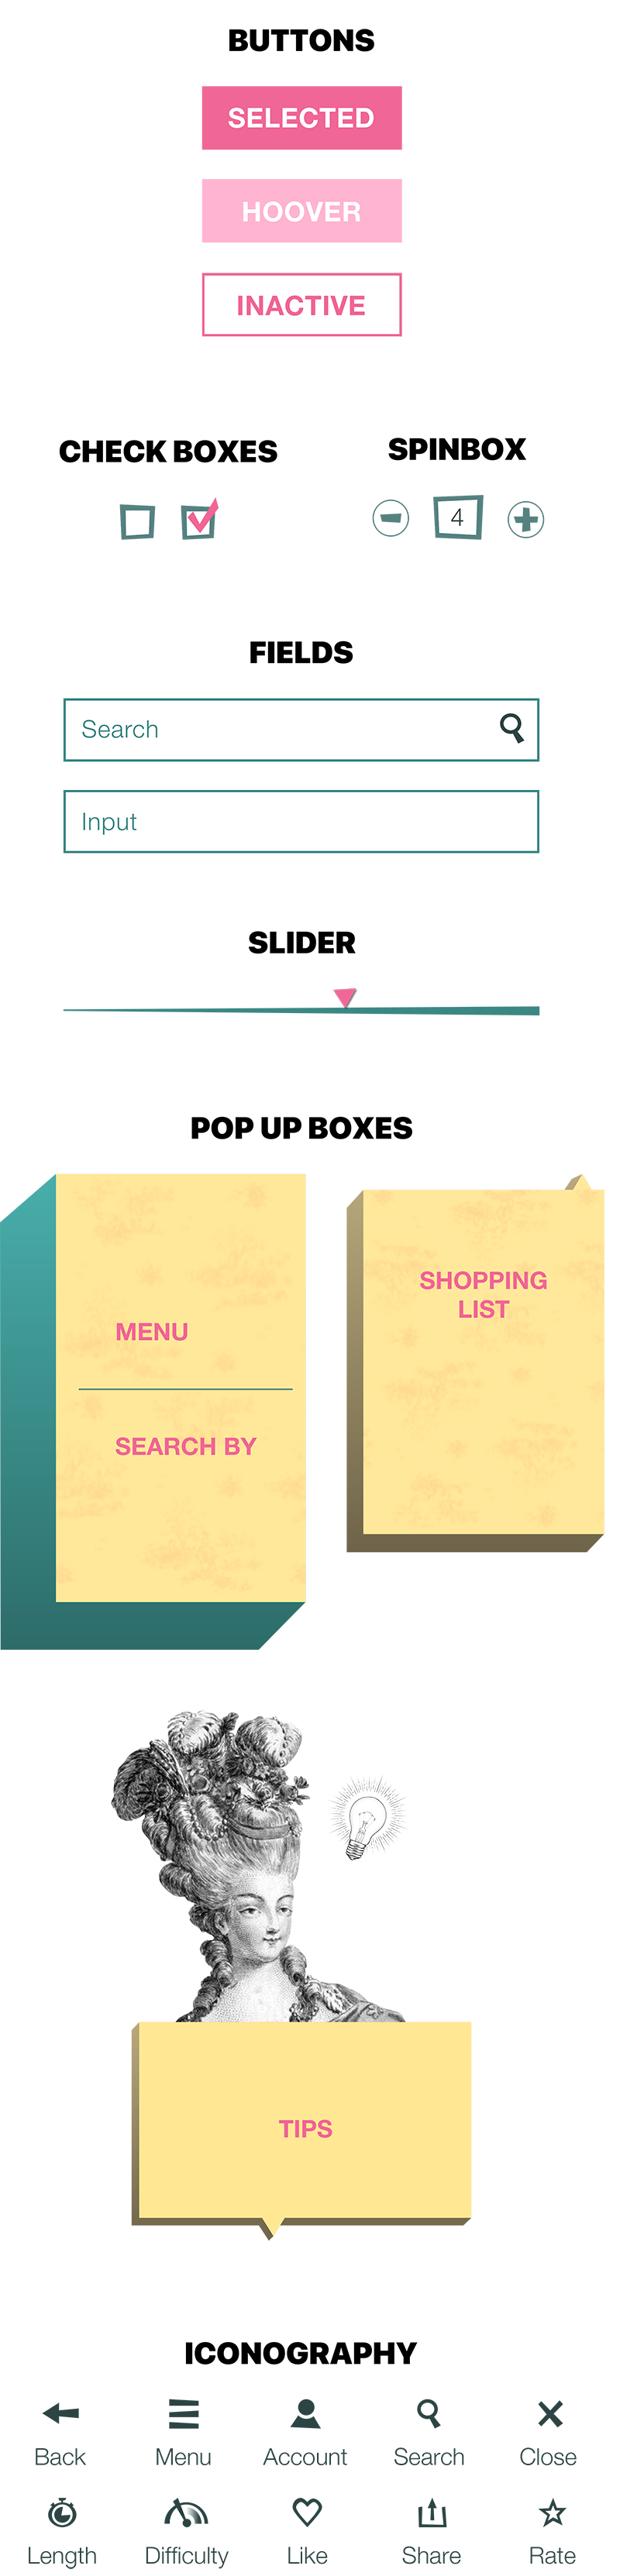 BUTTONS
SELECTED
HOOVER
INACTIVE
CHECK BOXES
SPINBOX
4
FIELDS
Search
Input
SLIDER
POP UP BOXES
MENU
SEARCH BY
SHOPPING
LIST
TIPS
ICONOGRAPHY
Back Menu Account Search Close
Length Difficulty Like Share Rate